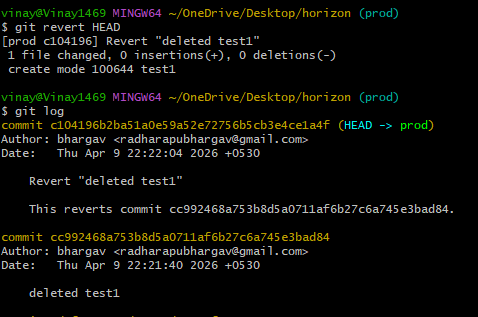 vinay@Vinay1469 MINGW64 ~/OneDrive/Desktop/horizon (prod)
$ git revert HEAD
[prod c104196] Revert "deleted test1"
1 file changed, 0 insertions(+), 0 deletions(-)
create mode 100644 test1
vinay@Vinay1469 MINGW64 ~/OneDrive/Desktop/horizon (prod)
$ git log
commit c104196b2ba51a0e59a52e72756b5cb3e4ce1a4f (HEAD -> prod)
Author: bhargav <radharapubhargav@gmail.com>
Date:   Thu Apr 9 22:22:04 2026 +0530
Revert "deleted test1"
This reverts commit cc992468a753b8d5a0711af6b27c6a745e3bad84.
commit cc992468a753b8d5a0711af6b27c6a745e3bad84
Author: bhargav <radharapubhargav@gmail.com>
Date:   Thu Apr 9 22:21:40 2026 +0530
deleted test1